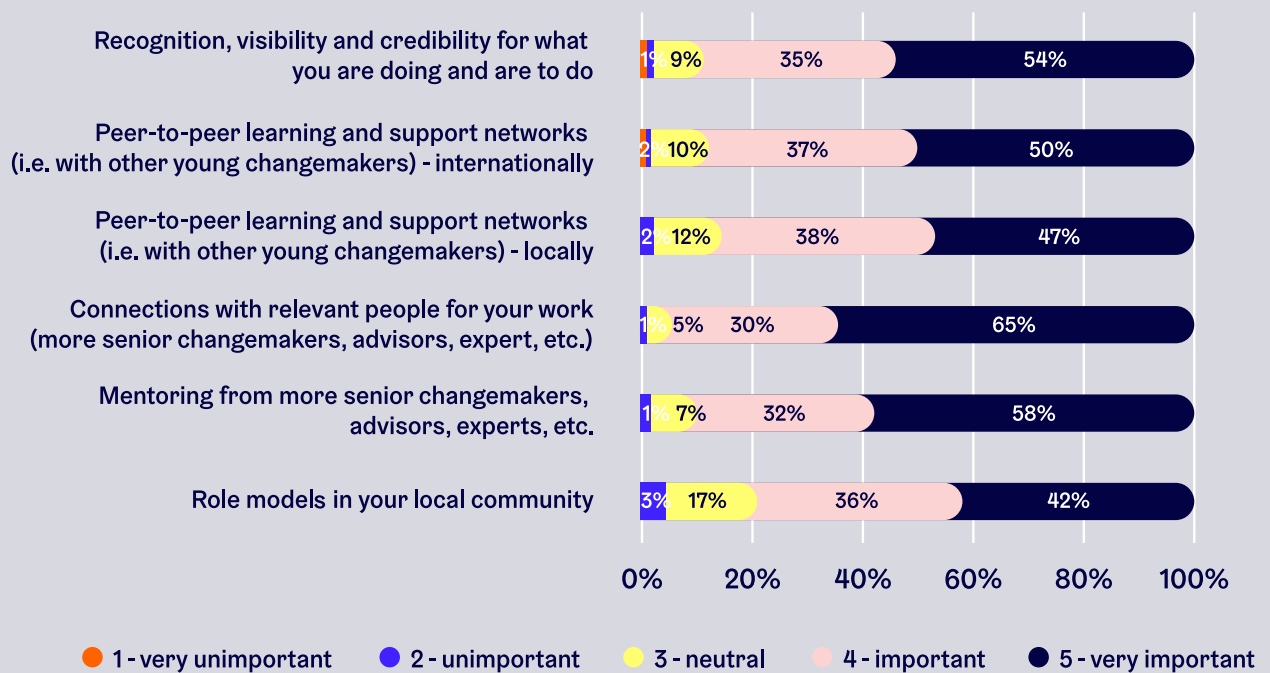 Recognition, visibility and credibility for what
you are doing and are to do
1% 9% 35% 54%
Peer-to-peer learning and support networks
(i.e. with other young changemakers) - internationally
2% 10% 37% 50%
Peer-to-peer learning and support networks
(i.e. with other young changemakers) - locally
2% 12% 38% 47%
Connections with relevant people for your work
(more senior changemakers, advisors, expert, etc.)
1% 5% 30% 65%
Mentoring from more senior changemakers,
advisors, experts, etc.
1% 7% 32% 58%
Role models in your local community
3% 17% 36% 42%
0% 20% 40% 60% 80% 100%
1 - very unimportant 2 - unimportant 3 - neutral 4 - important 5 - very important